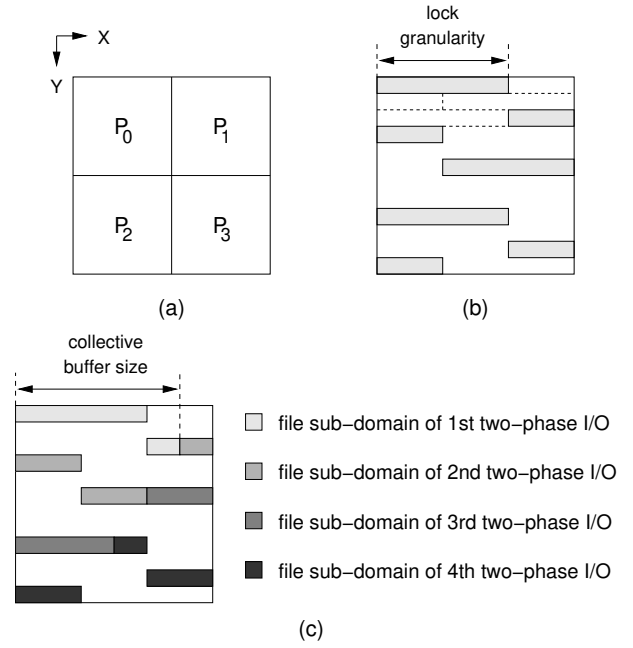 X
Y
P0
P1
P2
P3
(a)
lock
granularity
(b)
collective
buffer size
file sub−domain of 1st two−phase I/O
file sub−domain of 2nd two−phase I/O
file sub−domain of 3rd two−phase I/O
file sub−domain of 4th two−phase I/O
(c)